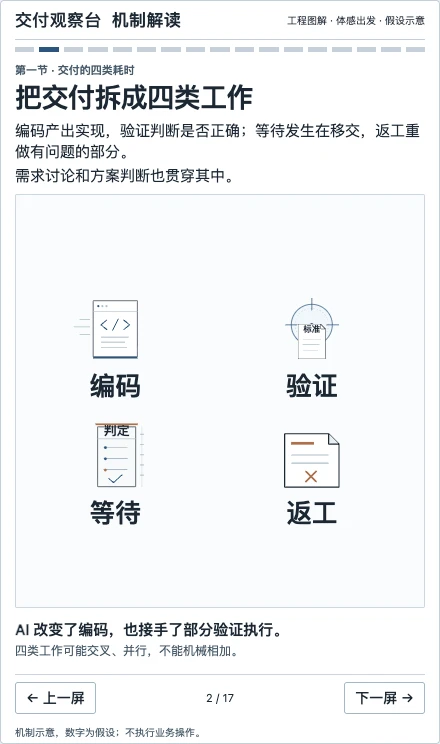 交付观察台 机制解读
工程图解 · 体感出发 · 假设示意
第一节 · 交付的四类耗时
把交付拆成四类工作
编码产出实现，验证判断是否正确；等待发生在移交，返工重
做有问题的部分。
需求讨论和方案判断也贯穿其中。
</>
标准
编码
验证
判定
等待
返工
AI 改变了编码，也接手了部分验证执行。
四类工作可能交叉、并行，不能机械相加。
← 上一屏
2 / 17
下一屏 →
机制示意，数字为假设；不执行业务操作。